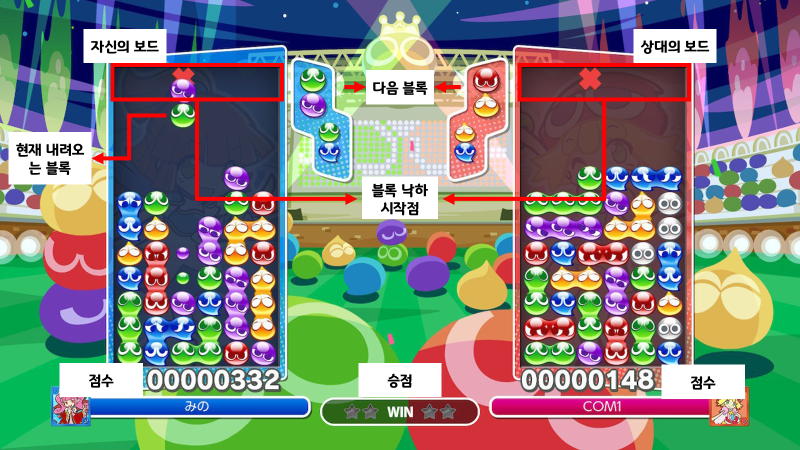 자신의 보드
상대의 보드
다음 블록
현재 내려오
는 블록
블록 낙하
시작점
점수
00000332
승점
00000148
점수
みの
WIN
COM1